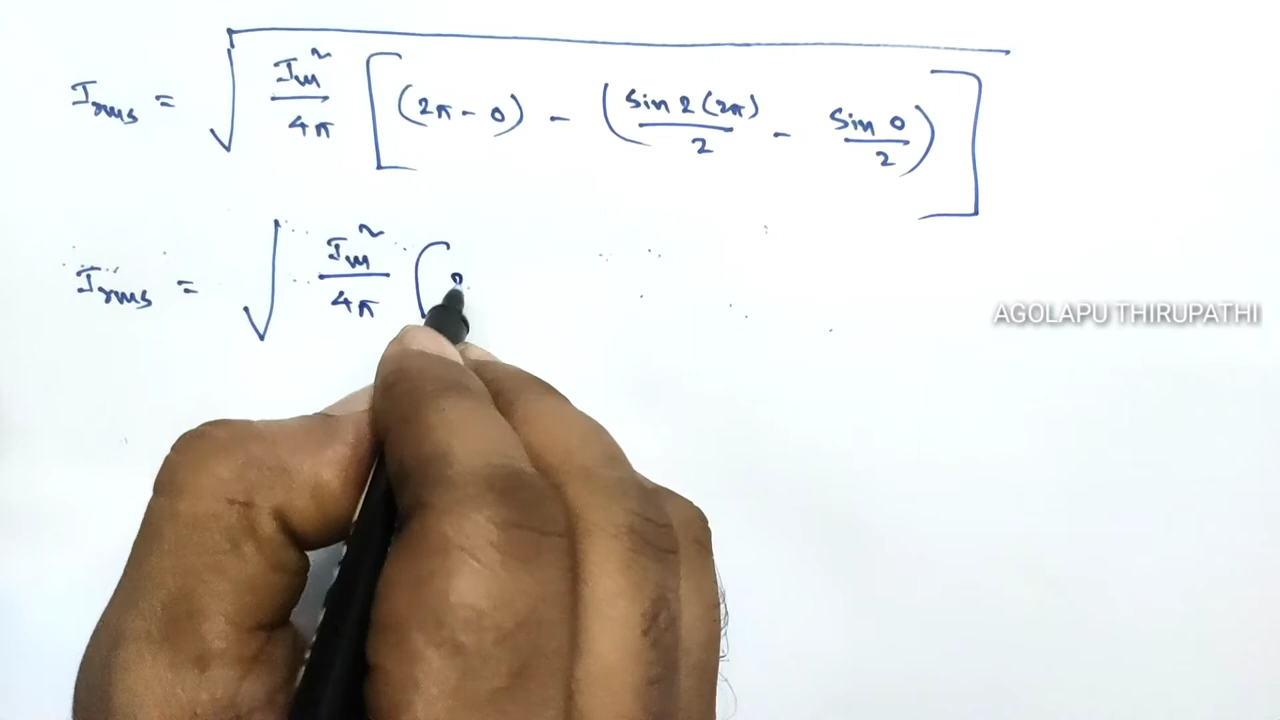 Irms = √ Im²/4π [ (2π - 0) - ( sin 2(2π)/2 - sin 0/2 ) ]
Irms = √ Im²/4π (
AGOLAPU THIRUPATHI